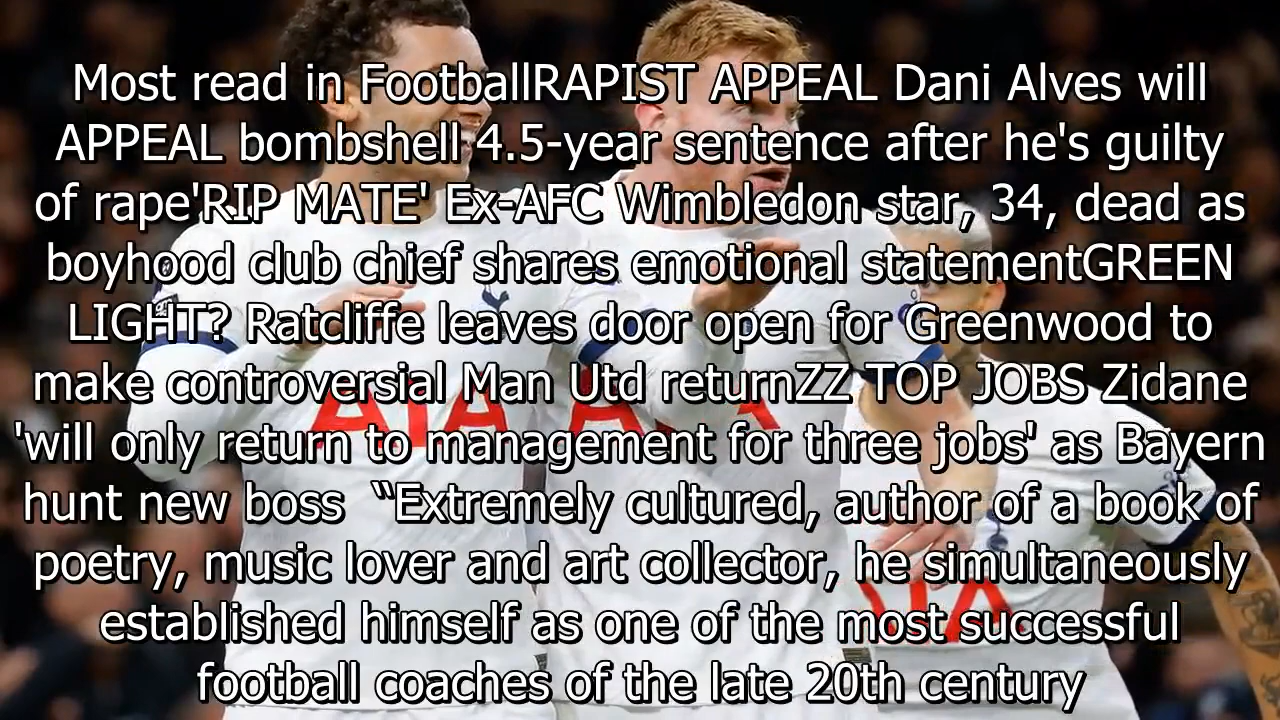 Most read in FootballRAPIST APPEAL Dani Alves will
APPEAL bombshell 4.5-year sentence after he's guilty
of rape'RIP MATE' Ex-AFC Wimbledon star, 34, dead as
boyhood club chief shares emotional statementGREEN
LIGHT? Ratcliffe leaves door open for Greenwood to
make controversial Man Utd returnZZ TOP JOBS Zidane
'will only return to management for three jobs' as Bayern
hunt new boss “Extremely cultured, author of a book of
poetry, music lover and art collector, he simultaneously
established himself as one of the most successful
football coaches of the late 20th century
AIA
AIA
AIA